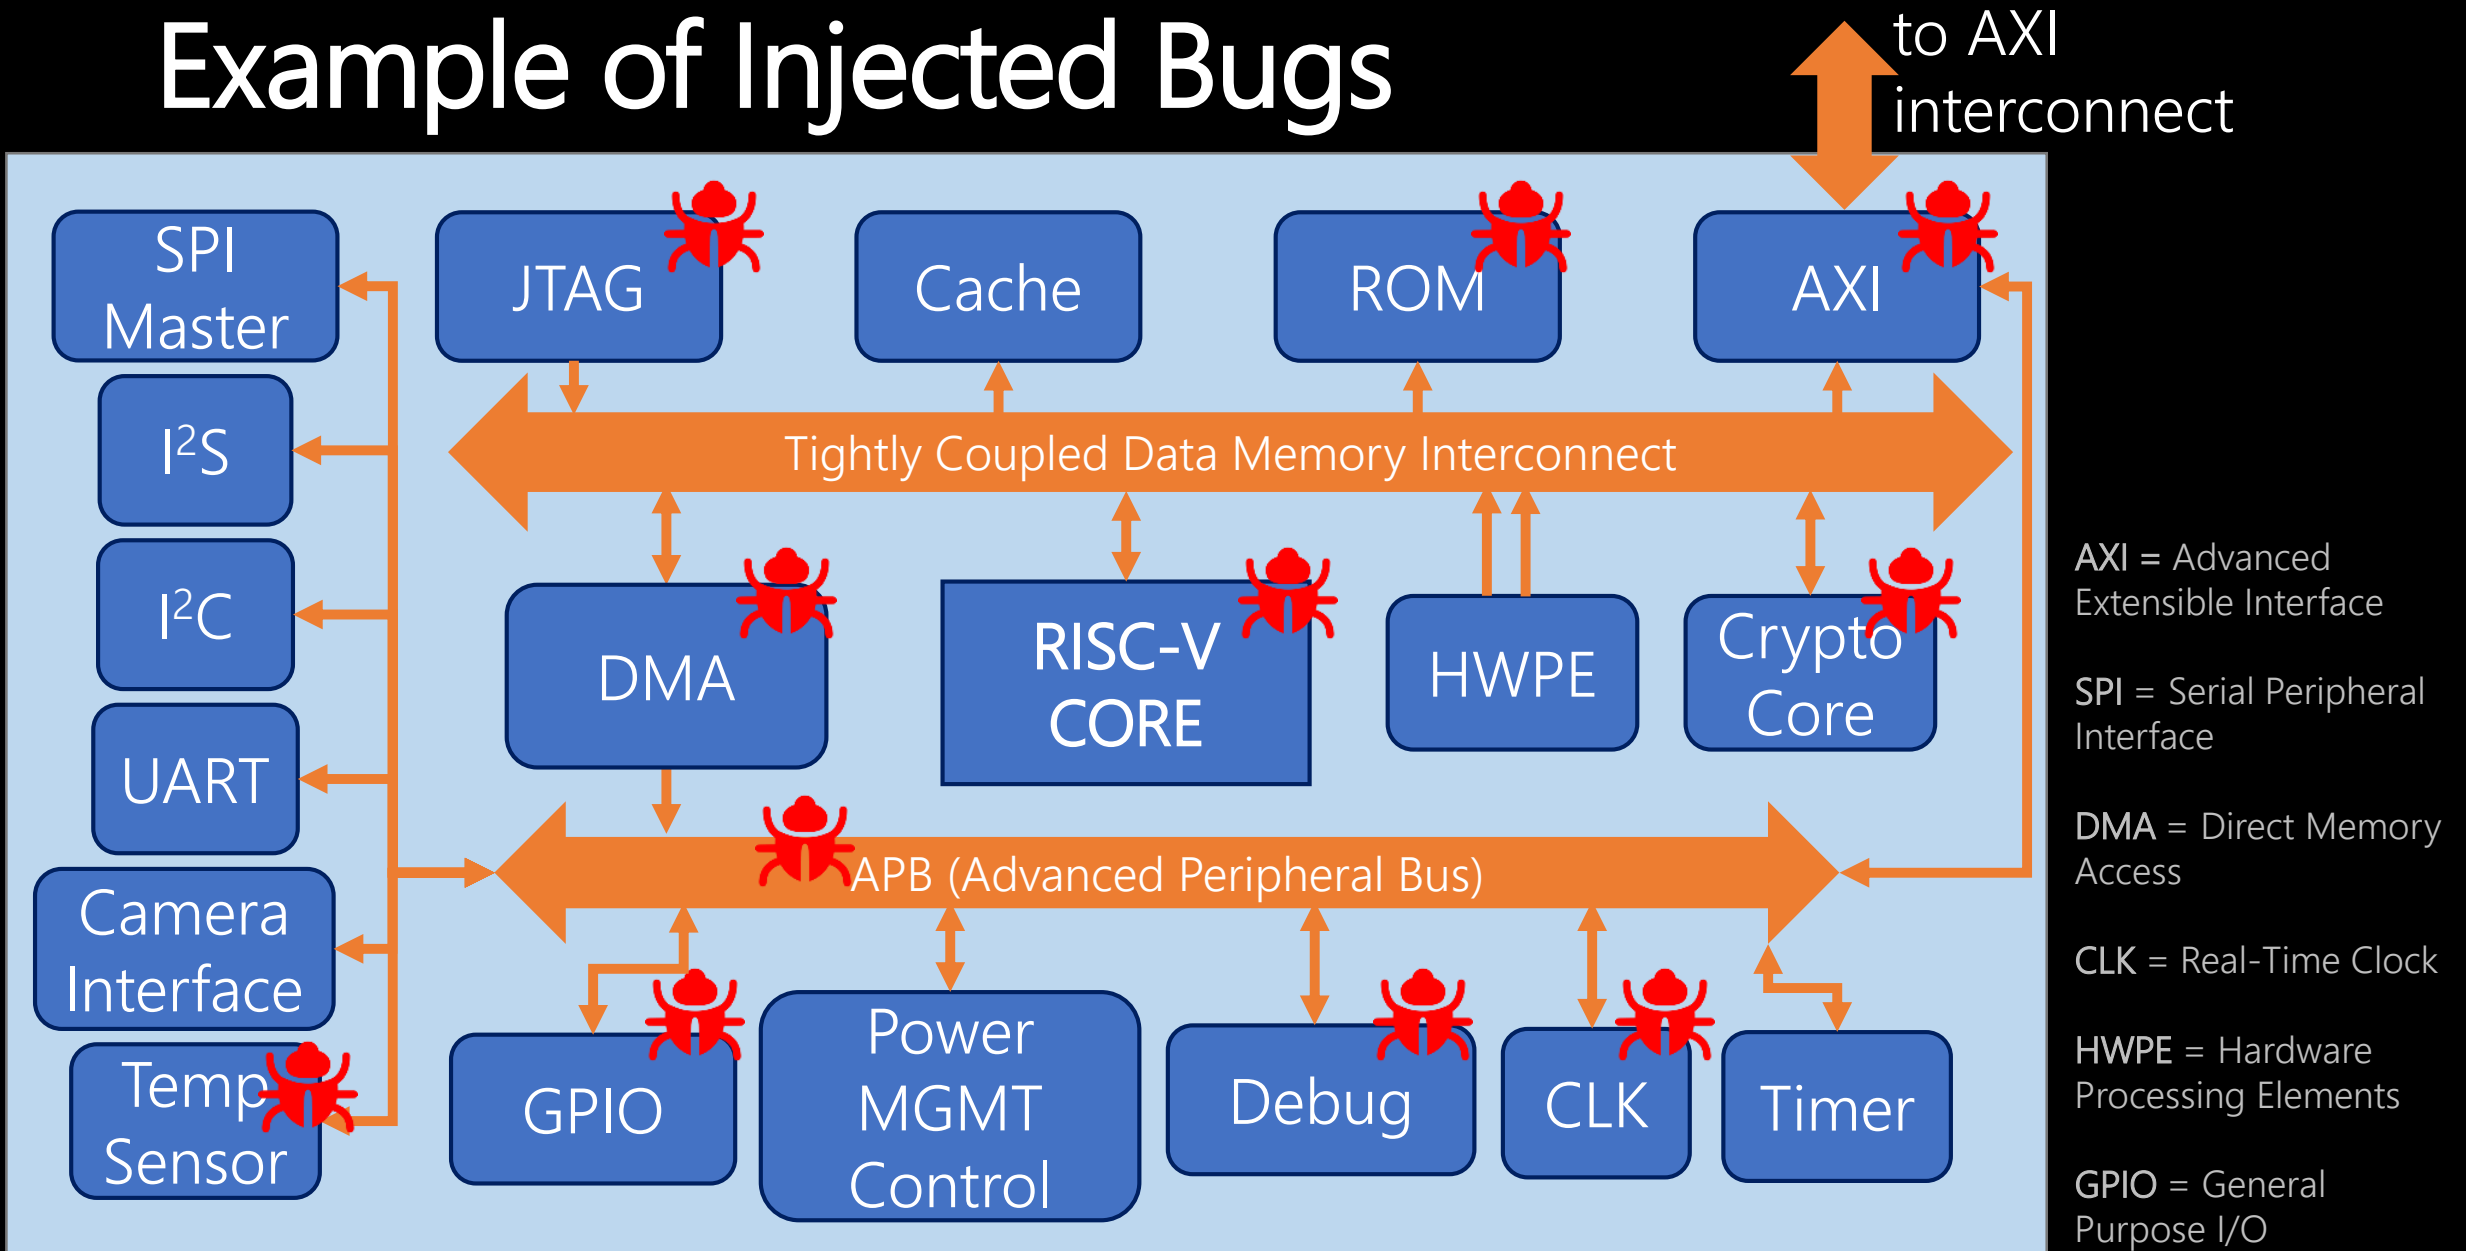 Example of Injected Bugs
to AXI
interconnect
SPI
Master
JTAG
Cache
ROM
AXI
I²S
Tightly Coupled Data Memory Interconnect
I²C
DMA
RISC-V
CORE
HWPE
Crypto
Core
UART
APB (Advanced Peripheral Bus)
Camera
Interface
Temp
Sensor
GPIO
Power
MGMT
Control
Debug
CLK
Timer
AXI = Advanced
Extensible Interface
SPI = Serial Peripheral
Interface
DMA = Direct Memory
Access
CLK = Real-Time Clock
HWPE = Hardware
Processing Elements
GPIO = General
Purpose I/O